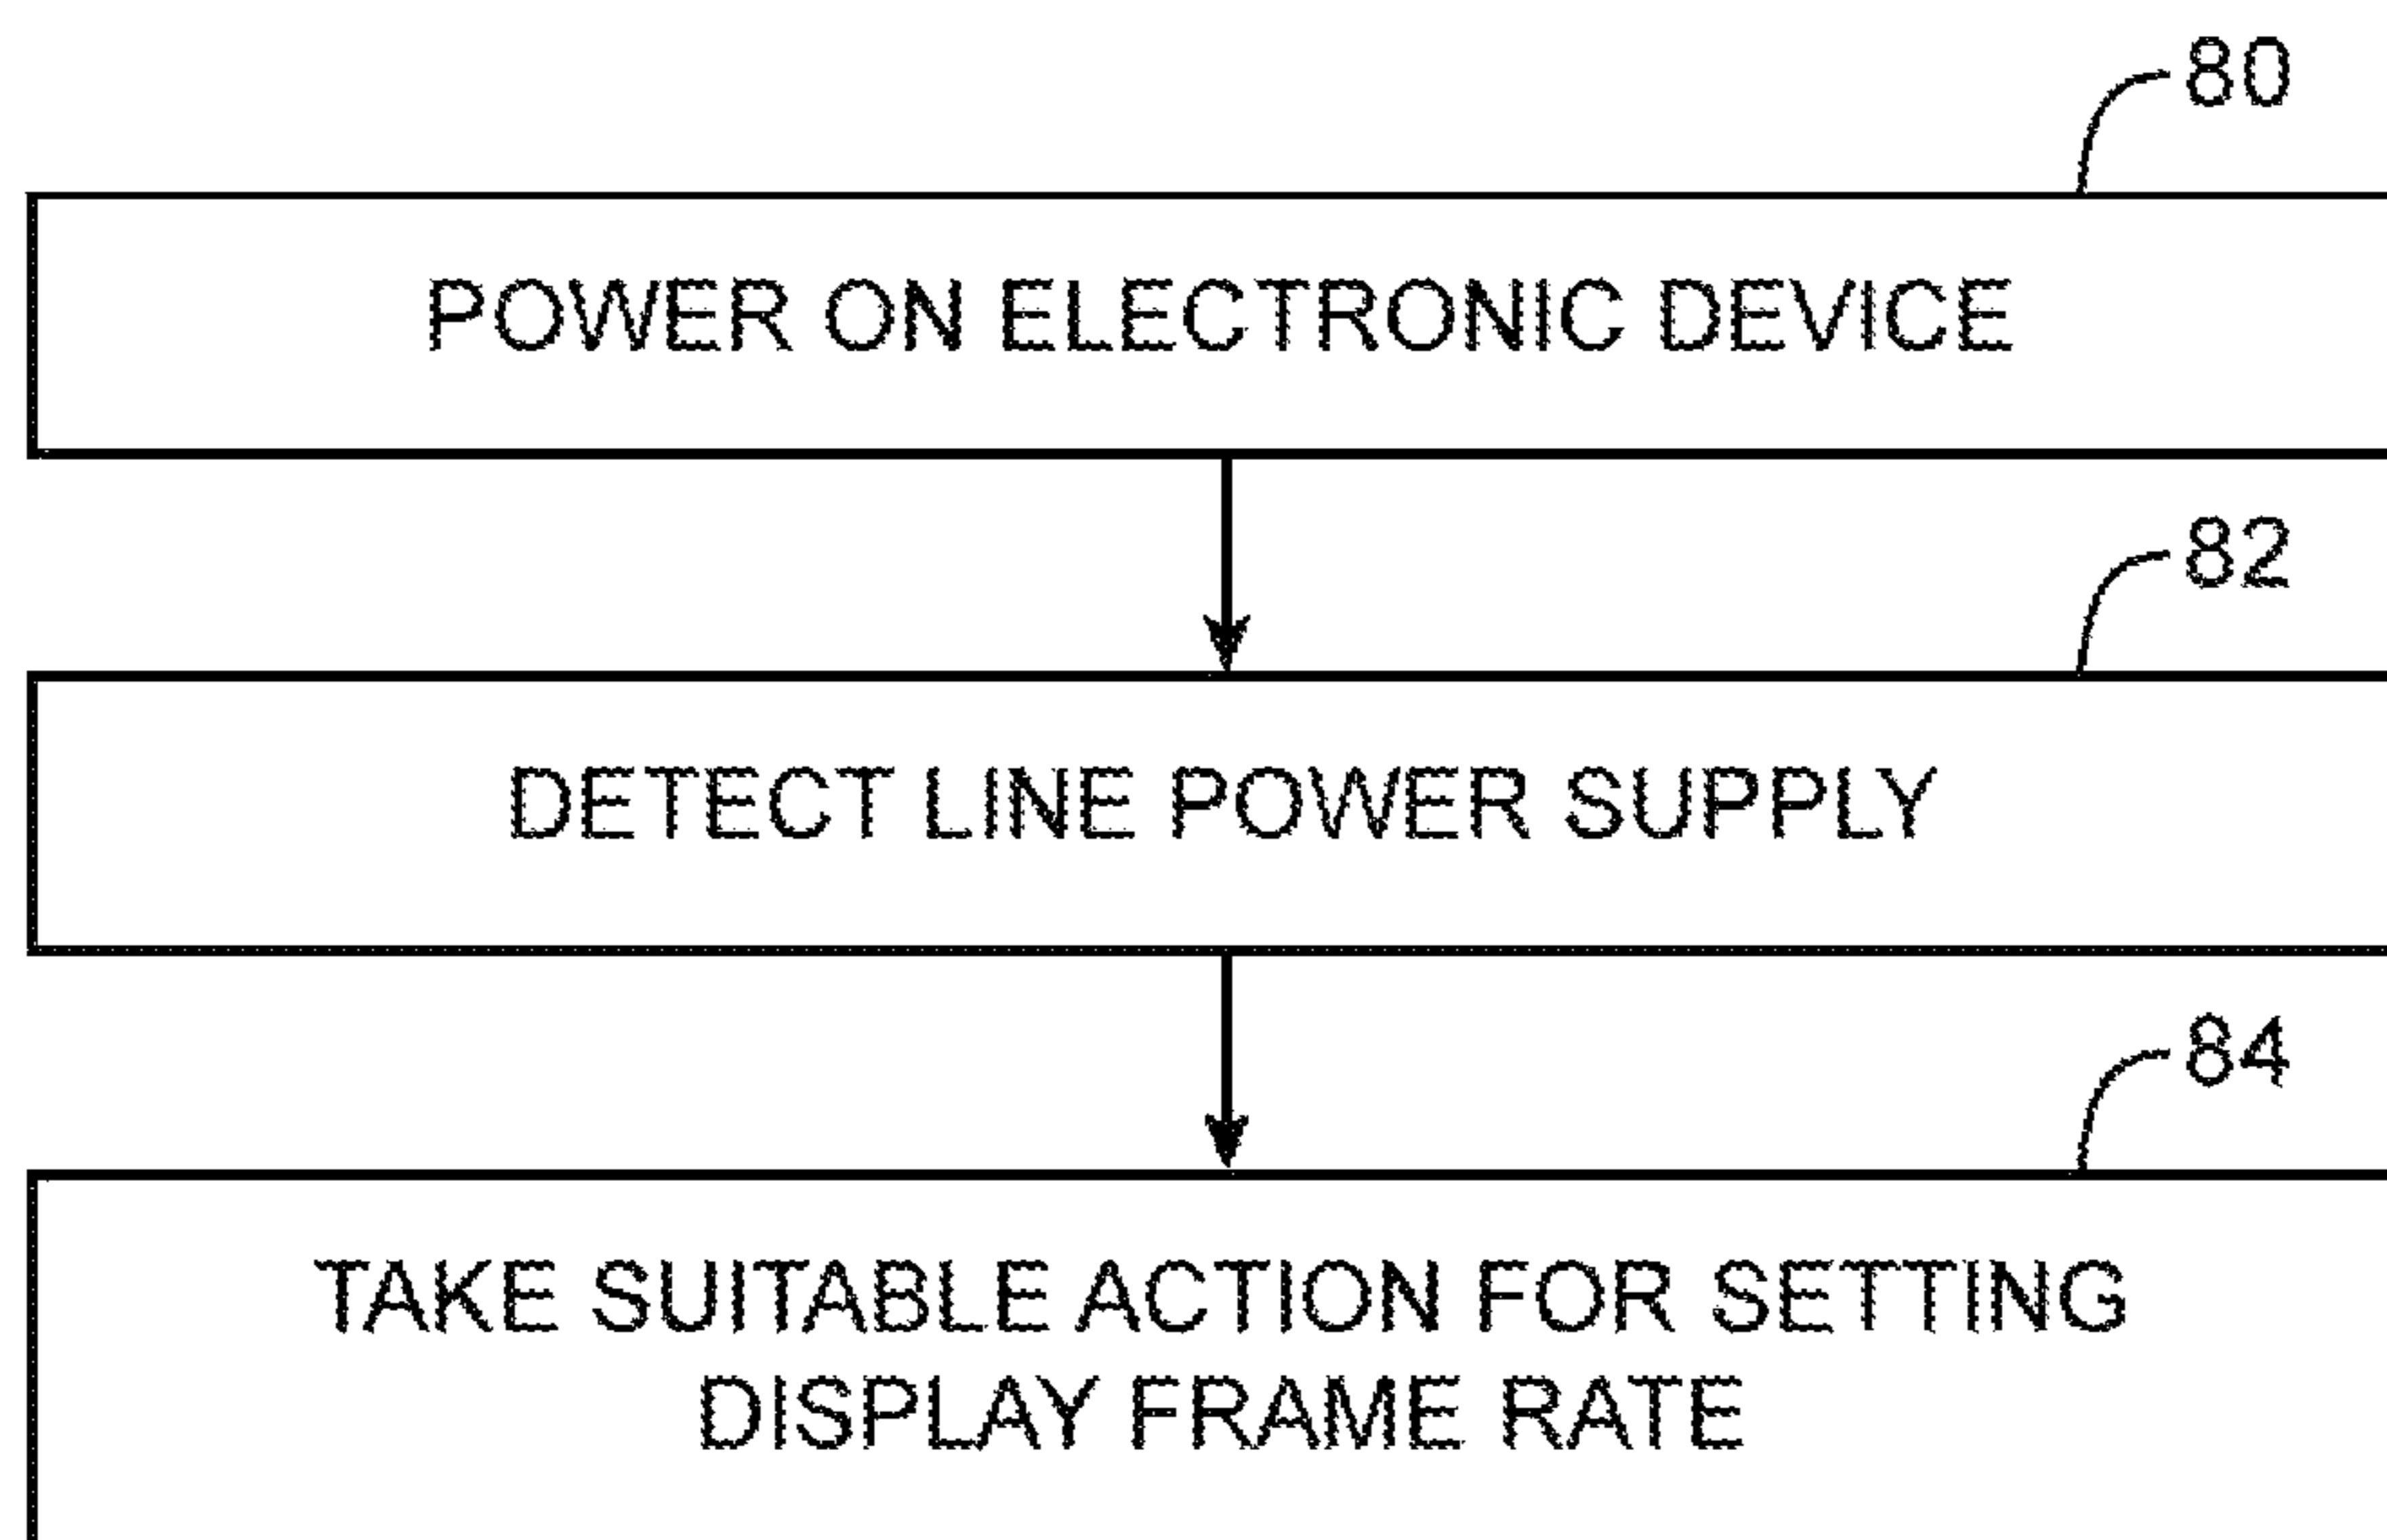 80
POWER ON ELECTRONIC DEVICE
82
DETECT LINE POWER SUPPLY
84
TAKE SUITABLE ACTION FOR SETTING
DISPLAY FRAME RATE